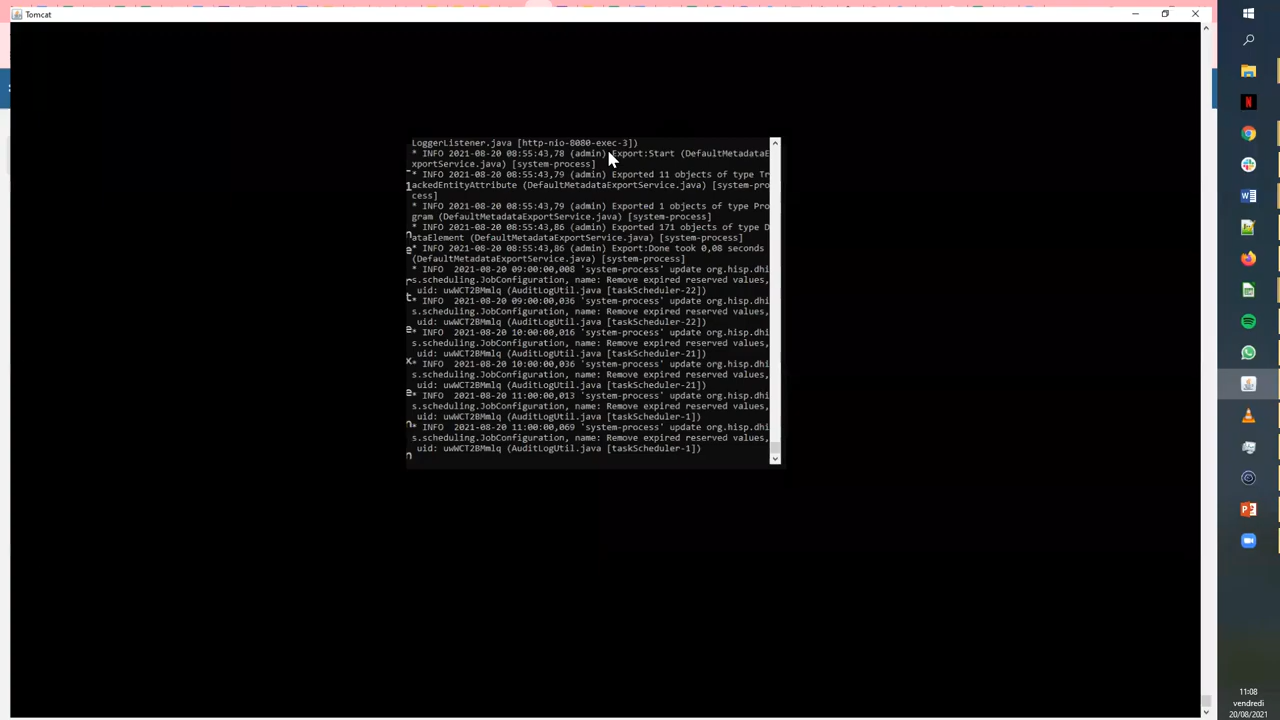 Tomcat
LoggerListener.java [http-nio-8080-exec-3])
* INFO 2021-08-20 08:55:43,78 (admin) Export:Start (DefaultMetadataE
xportService.java) [system-process]
* INFO 2021-08-20 08:55:43,79 (admin) Exported 11 objects of type Tr
ackedEntityAttribute (DefaultMetadataExportService.java) [system-pro
cess]
* INFO 2021-08-20 08:55:43,79 (admin) Exported 1 objects of type Pro
gram (DefaultMetadataExportService.java) [system-process]
* INFO 2021-08-20 08:55:43,86 (admin) Exported 171 objects of type D
ataElement (DefaultMetadataExportService.java) [system-process]
* INFO 2021-08-20 08:55:43,86 (admin) Export:Done took 0,08 seconds
(DefaultMetadataExportService.java) [system-process]
* INFO  2021-08-20 09:00:00,008 'system-process' update org.hisp.dhi
s.scheduling.JobConfiguration, name: Remove expired reserved values,
uid: uwWCT2BMmlq (AuditLogUtil.java [taskScheduler-22])
* INFO  2021-08-20 09:00:00,036 'system-process' update org.hisp.dhi
s.scheduling.JobConfiguration, name: Remove expired reserved values,
uid: uwWCT2BMmlq (AuditLogUtil.java [taskScheduler-22])
* INFO  2021-08-20 10:00:00,016 'system-process' update org.hisp.dhi
s.scheduling.JobConfiguration, name: Remove expired reserved values,
uid: uwWCT2BMmlq (AuditLogUtil.java [taskScheduler-21])
* INFO  2021-08-20 10:00:00,036 'system-process' update org.hisp.dhi
s.scheduling.JobConfiguration, name: Remove expired reserved values,
uid: uwWCT2BMmlq (AuditLogUtil.java [taskScheduler-21])
* INFO  2021-08-20 11:00:00,013 'system-process' update org.hisp.dhi
s.scheduling.JobConfiguration, name: Remove expired reserved values,
uid: uwWCT2BMmlq (AuditLogUtil.java [taskScheduler-1])
* INFO  2021-08-20 11:00:00,069 'system-process' update org.hisp.dhi
s.scheduling.JobConfiguration, name: Remove expired reserved values,
uid: uwWCT2BMmlq (AuditLogUtil.java [taskScheduler-1])
11:08
vendredi
20/08/2021